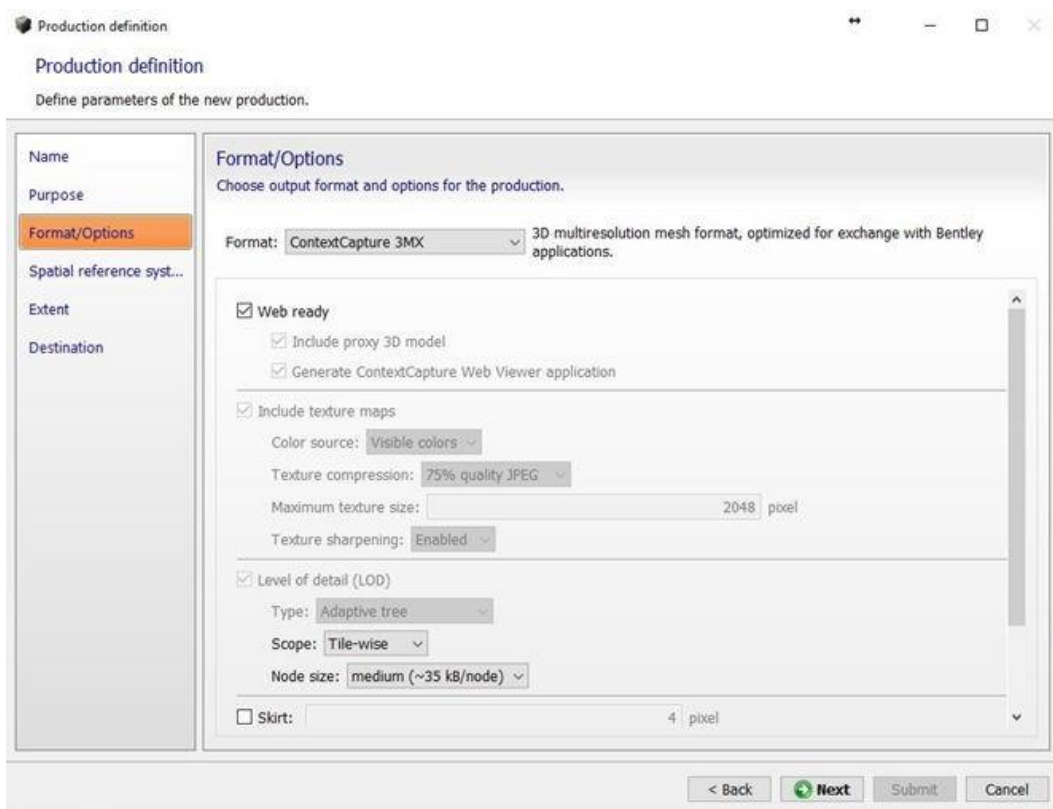 Production definition
Production definition
Define parameters of the new production.
Name
Purpose
Format/Options
Spatial reference syst...
Extent
Destination
Format/Options
Choose output format and options for the production.
Format: ContextCapture 3MX 3D multiresolution mesh format, optimized for exchange with Bentley
applications.
Web ready
Include proxy 3D model
Generate ContextCapture Web Viewer application
Include texture maps
Color source: Visible colors
Texture compression: 75% quality JPEG
Maximum texture size: 2048 pixel
Texture sharpening: Enabled
Level of detail (LOD)
Type: Adaptive tree
Scope: Tile-wise
Node size: medium (~35 kB/node)
Skirt: 4 pixel
< Back Next Submit Cancel